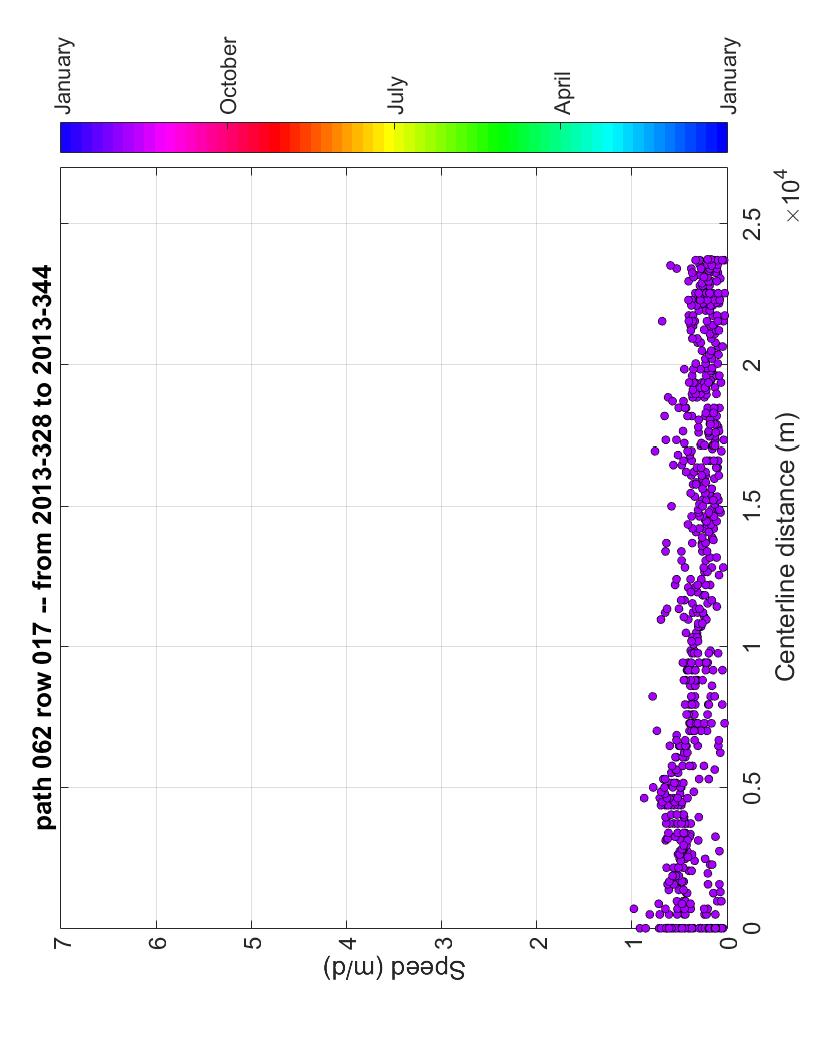 path 062 row 017 -- from 2013-328 to 2013-344
7
6
5
4
3
2
1
0
Speed (m/d)
0 0.5 1 1.5 2 2.5
×10^4
Centerline distance (m)
January
October
July
April
January